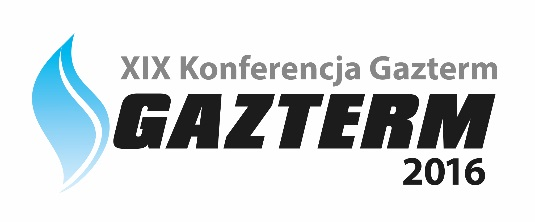 XIX Konferencja Gazterm
GAZTERM
2016